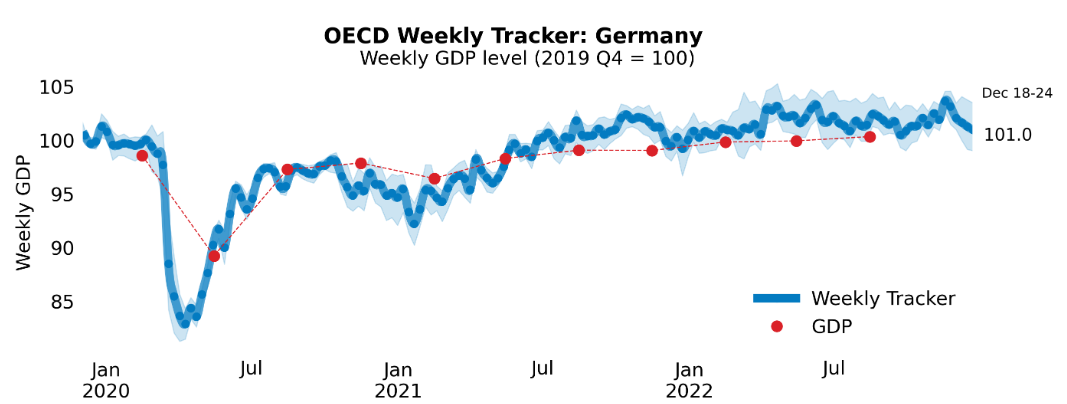 OECD Weekly Tracker: Germany
Weekly GDP level (2019 Q4 = 100)
105
100
95
90
85
Weekly GDP
Dec 18-24
101.0
Weekly Tracker
GDP
Jan Jul Jan Jul Jan Jul
2020 2021 2022